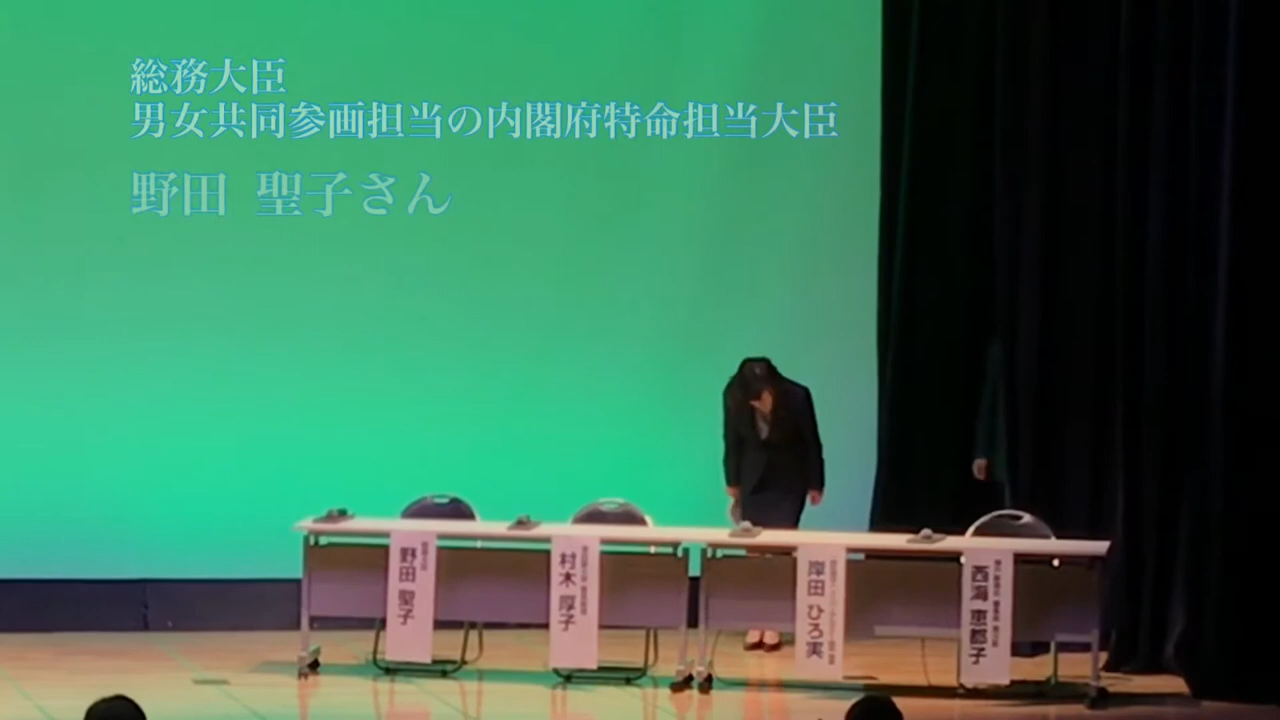 総務大臣
男女共同参画担当の内閣府特命担当大臣
野田 聖子さん
野田 聖子
村木 厚子
岸田 ひろ実
西海 恵都子